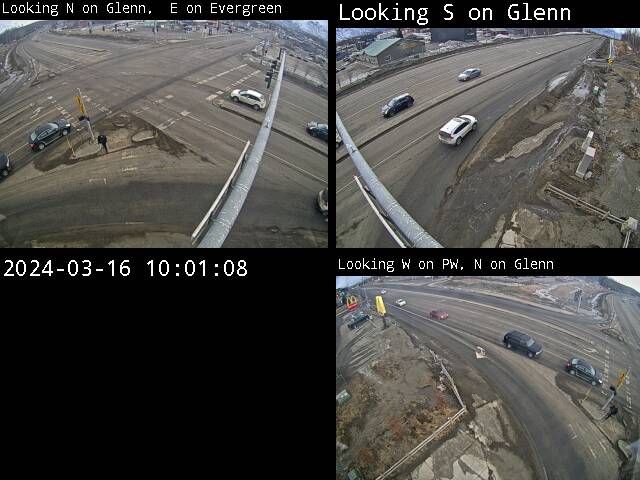 Looking N on Glenn,  E on Evergreen
Looking S on Glenn
2024-03-16 10:01:08
Looking W on PW, N on Glenn